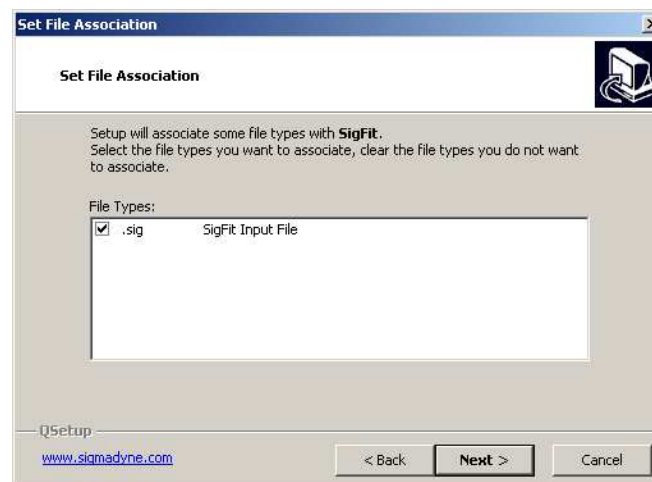 Set File Association
Set File Association
Setup will associate some file types with SigFit.
Select the file types you want to associate, clear the file types you do not want
to associate.
File Types:
.sig SigFit Input File
QSetup
www.sigmadyne.com
< Back Next > Cancel